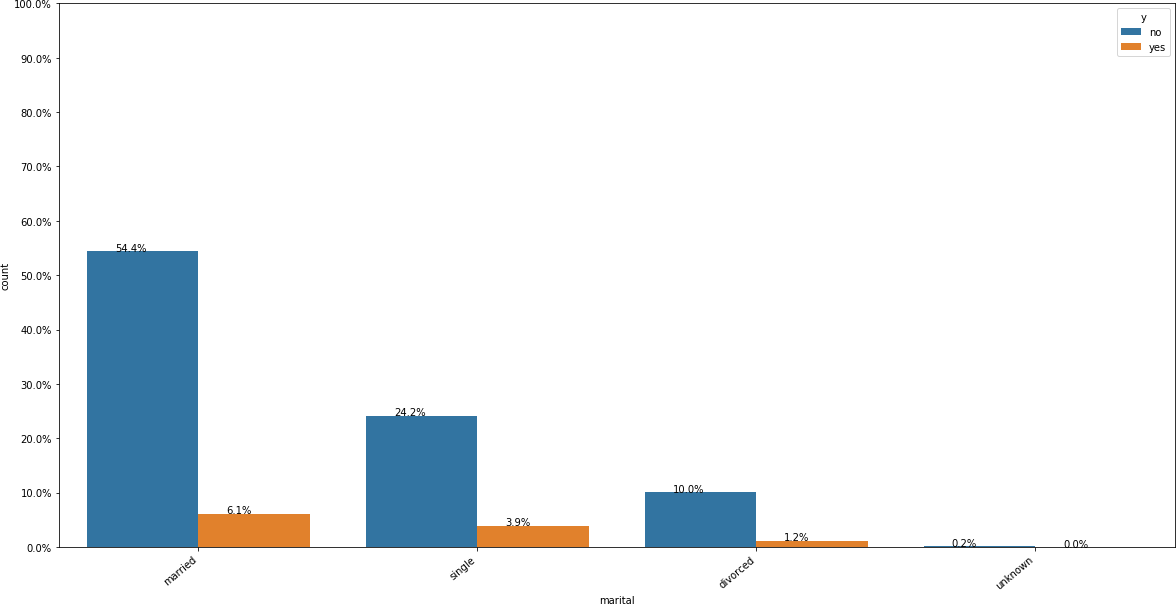 100.0%
90.0%
80.0%
70.0%
60.0%
50.0%
40.0%
30.0%
20.0%
10.0%
0.0%
count
y
no
yes
54.4%
6.1%
24.2%
3.9%
10.0%
1.2%
0.2%
0.0%
married
single
divorced
unknown
marital